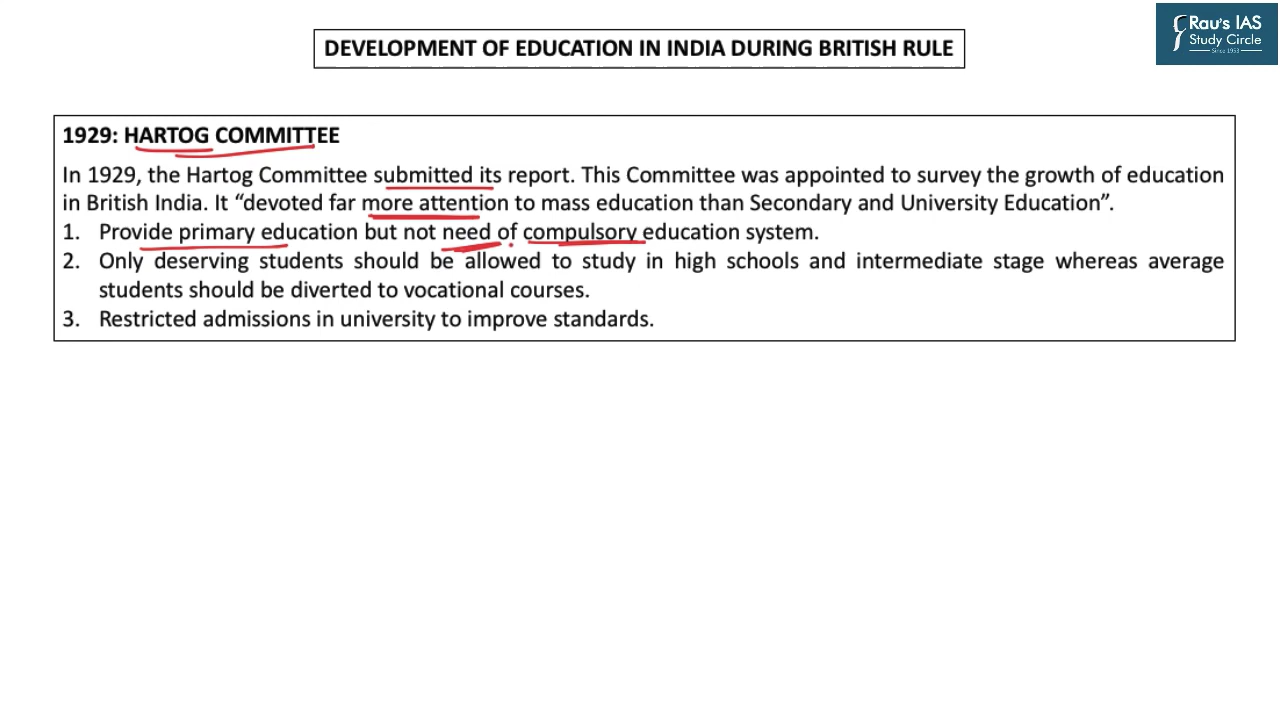 Rau's IAS
Study Circle
Since 1953
DEVELOPMENT OF EDUCATION IN INDIA DURING BRITISH RULE
1929: HARTOG COMMITTEE
In 1929, the Hartog Committee submitted its report. This Committee was appointed to survey the growth of education
in British India. It “devoted far more attention to mass education than Secondary and University Education”.
1. Provide primary education but not need of compulsory education system.
2. Only deserving students should be allowed to study in high schools and intermediate stage whereas average
students should be diverted to vocational courses.
3. Restricted admissions in university to improve standards.